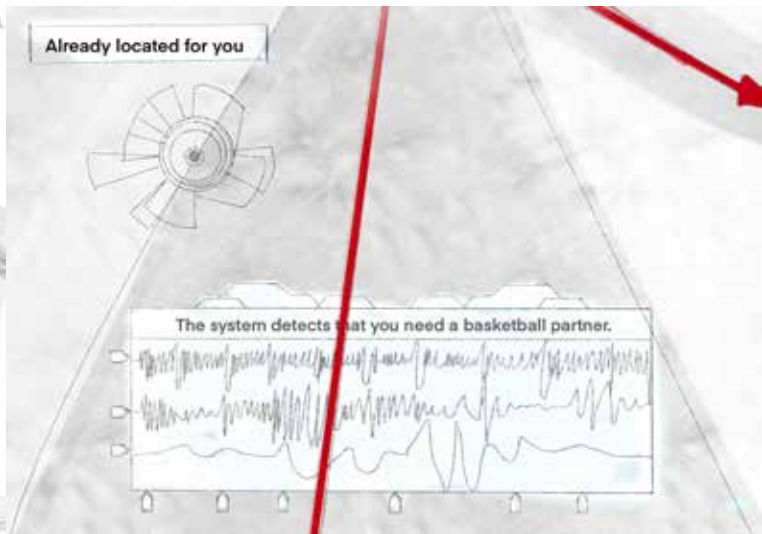 Already located for you
The system detects that you need a basketball partner.